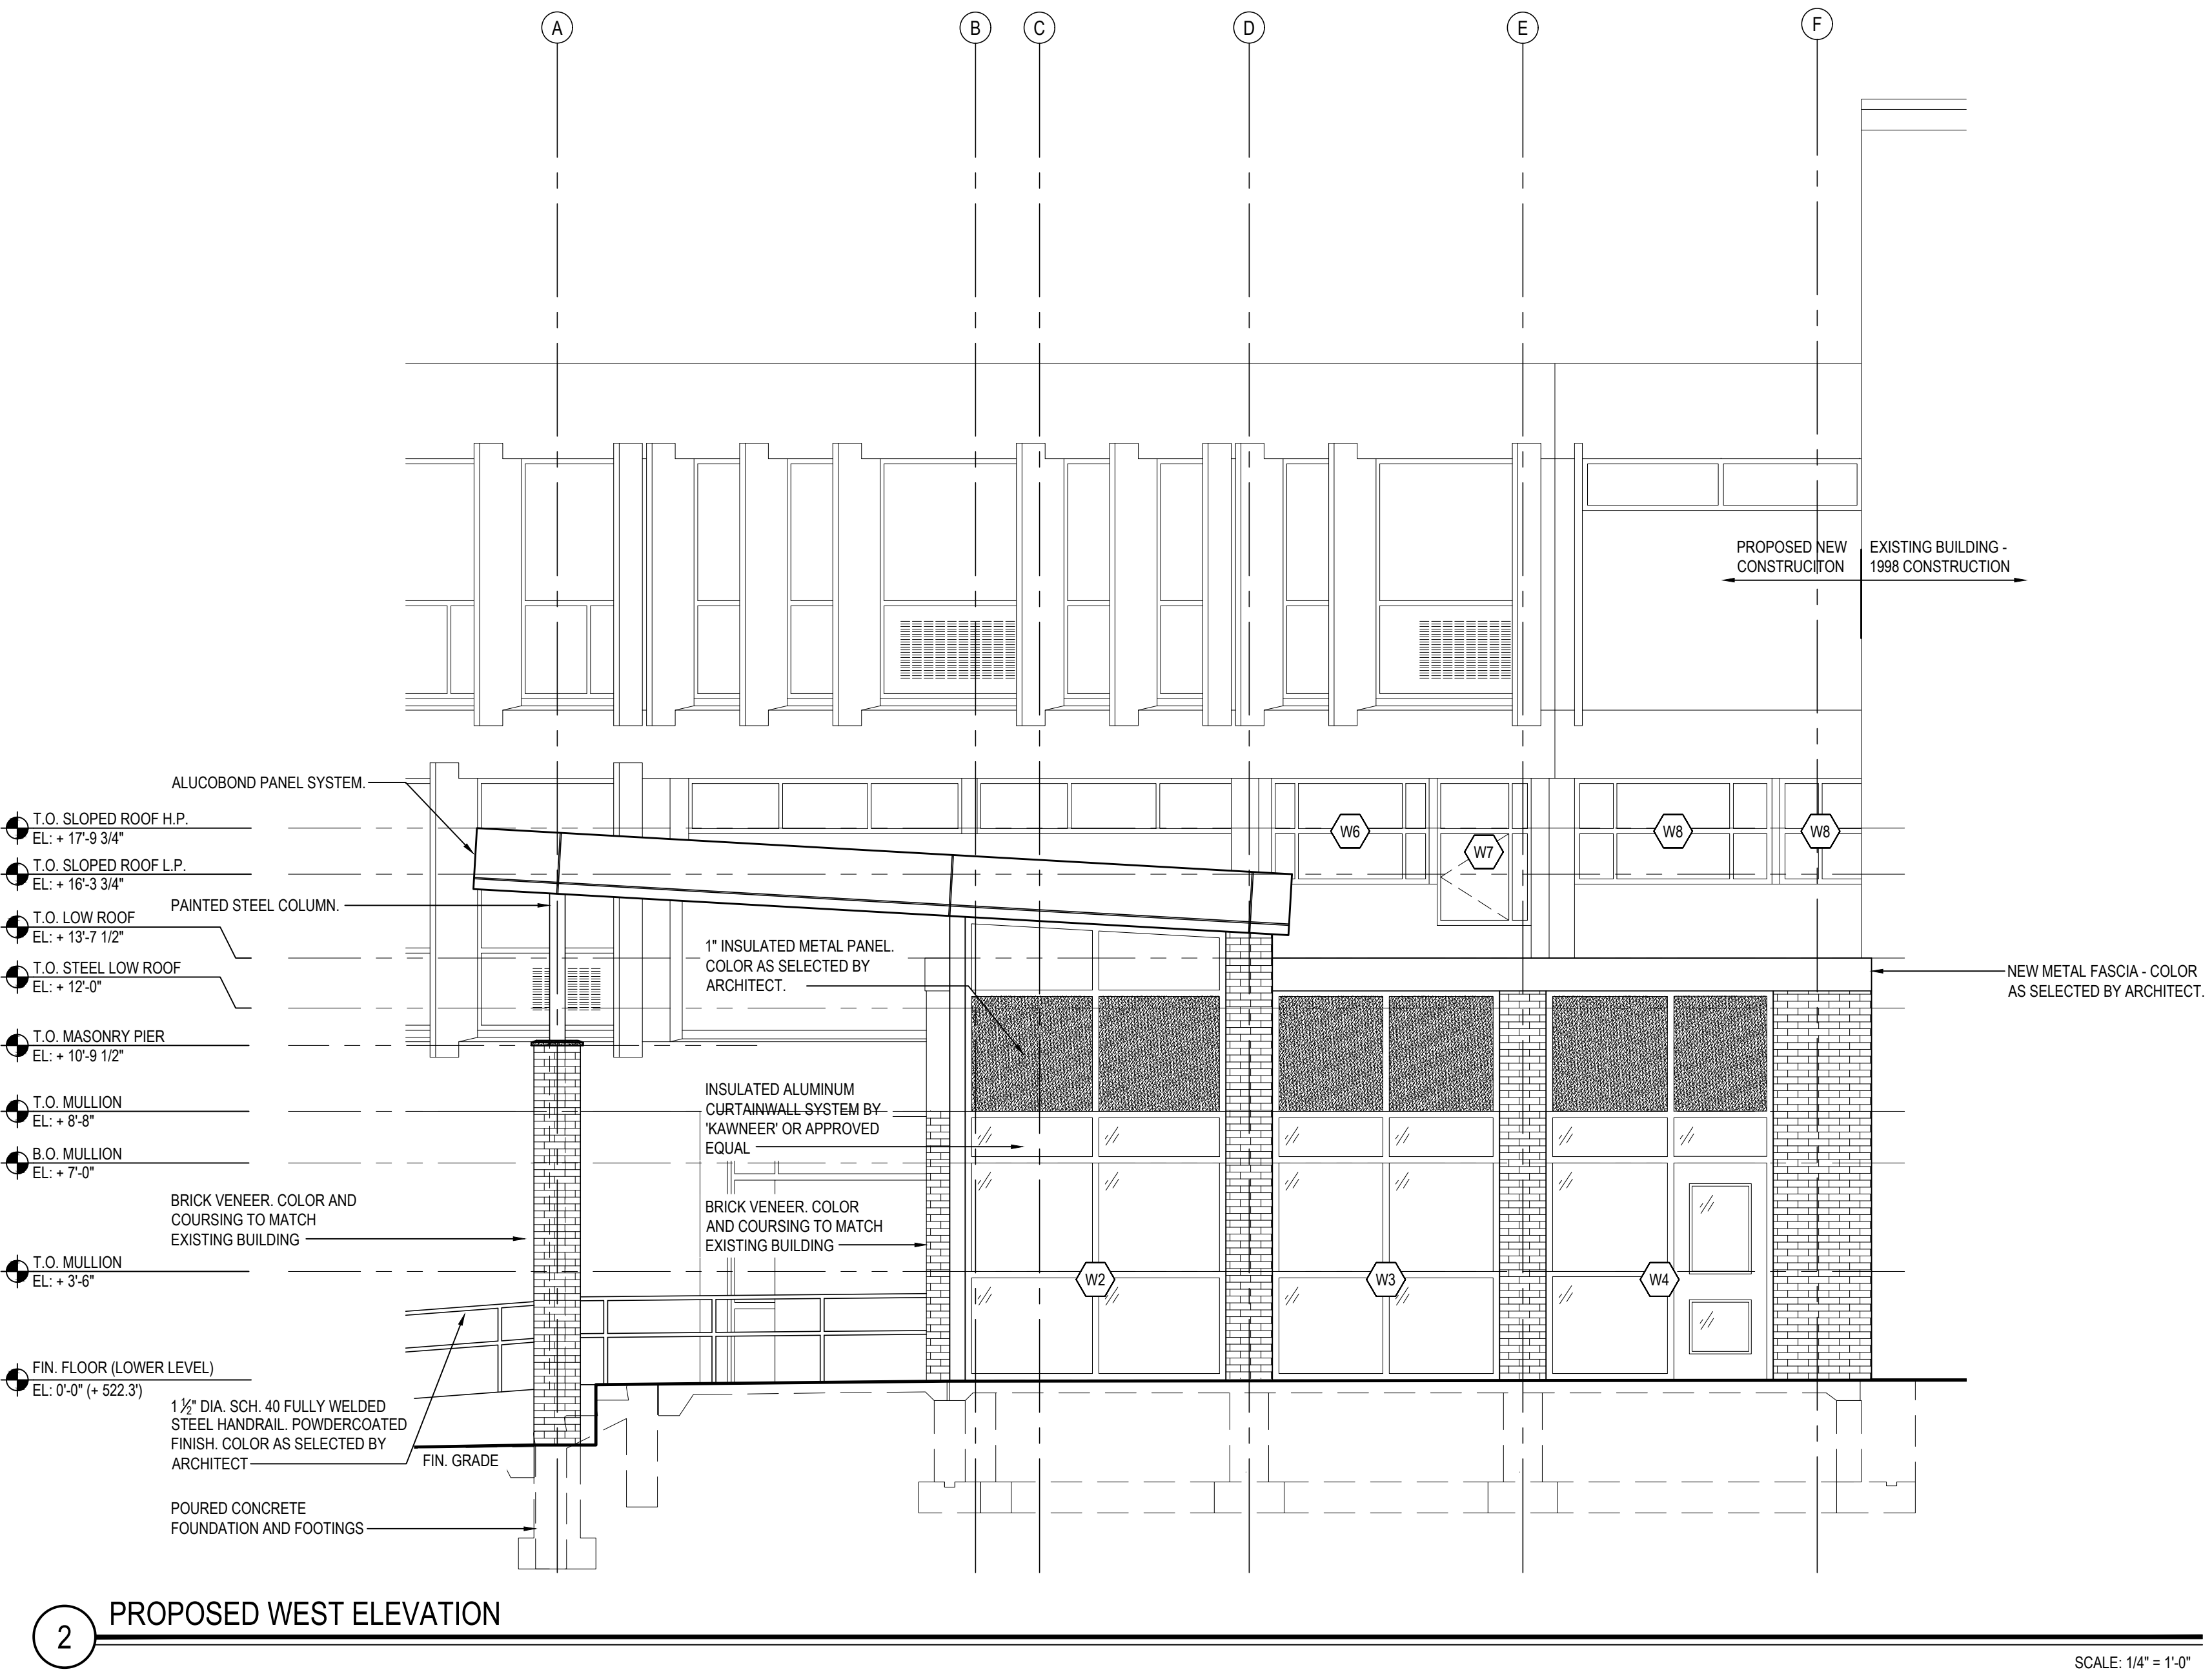 A
B
C
D
E
F
PROPOSED NEW
CONSTRUCITON
EXISTING BUILDING -
1998 CONSTRUCTION
ALUCOBOND PANEL SYSTEM.
T.O. SLOPED ROOF H.P.
EL: + 17'-9 3/4"
W6
W7
W8
W8
T.O. SLOPED ROOF L.P.
EL: + 16'-3 3/4"
PAINTED STEEL COLUMN.
T.O. LOW ROOF
EL: + 13'-7 1/2"
1" INSULATED METAL PANEL.
COLOR AS SELECTED BY
ARCHITECT.
T.O. STEEL LOW ROOF
EL: + 12'-0"
NEW METAL FASCIA - COLOR
AS SELECTED BY ARCHITECT.
T.O. MASONRY PIER
EL: + 10'-9 1/2"
T.O. MULLION
EL: + 8'-8"
INSULATED ALUMINUM
CURTAINWALL SYSTEM BY
'KAWNEER' OR APPROVED
EQUAL
B.O. MULLION
EL: + 7'-0"
BRICK VENEER. COLOR AND
COURSING TO MATCH
EXISTING BUILDING
BRICK VENEER. COLOR
AND COURSING TO MATCH
EXISTING BUILDING
T.O. MULLION
EL: + 3'-6"
W2
W3
W4
FIN. FLOOR (LOWER LEVEL)
EL: 0'-0" (+ 522.3')
1 ½" DIA. SCH. 40 FULLY WELDED
STEEL HANDRAIL. POWDERCOATED
FINISH. COLOR AS SELECTED BY
ARCHITECT
FIN. GRADE
POURED CONCRETE
FOUNDATION AND FOOTINGS
2
PROPOSED WEST ELEVATION
SCALE: 1/4" = 1'-0"